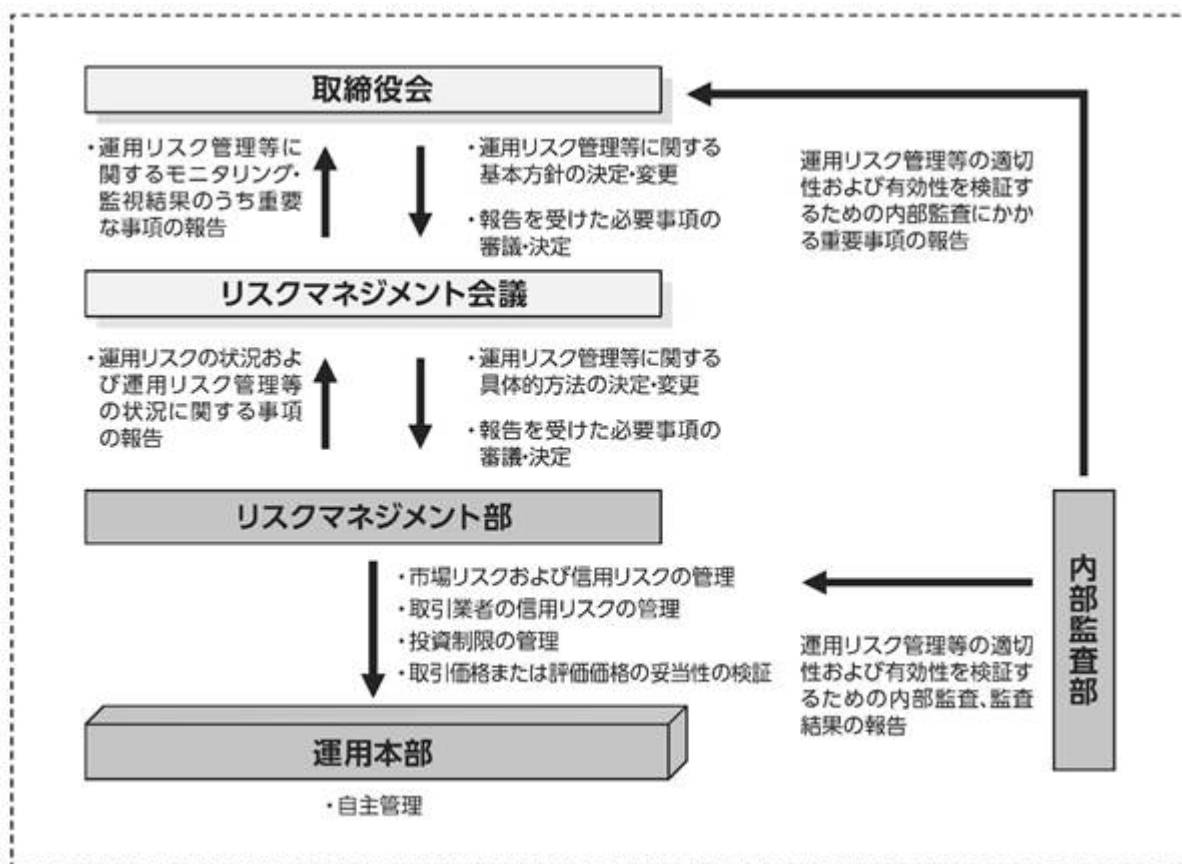 取締役会
・運用リスク管理等に
関するモニタリング・
監視結果のうち重要
な事項の報告
・運用リスク管理等に関する
基本方針の決定・変更
・報告を受けた必要事項の
審議・決定
運用リスク管理等の適切
性および有効性を検証す
るための内部監査にかか
る重要事項の報告
リスクマネジメント会議
・運用リスクの状況およ
び運用リスク管理等
の状況に関する事項
の報告
・運用リスク管理等に関する
具体的方法の決定・変更
・報告を受けた必要事項の
審議・決定
リスクマネジメント部
・市場リスクおよび信用リスクの管理
・取引業者の信用リスクの管理
・投資制限の管理
・取引価格または評価価格の妥当性の検証
内部監査部
運用リスク管理等の適切
性および有効性を検証す
るための内部監査、監査
結果の報告
運用本部
・自主管理